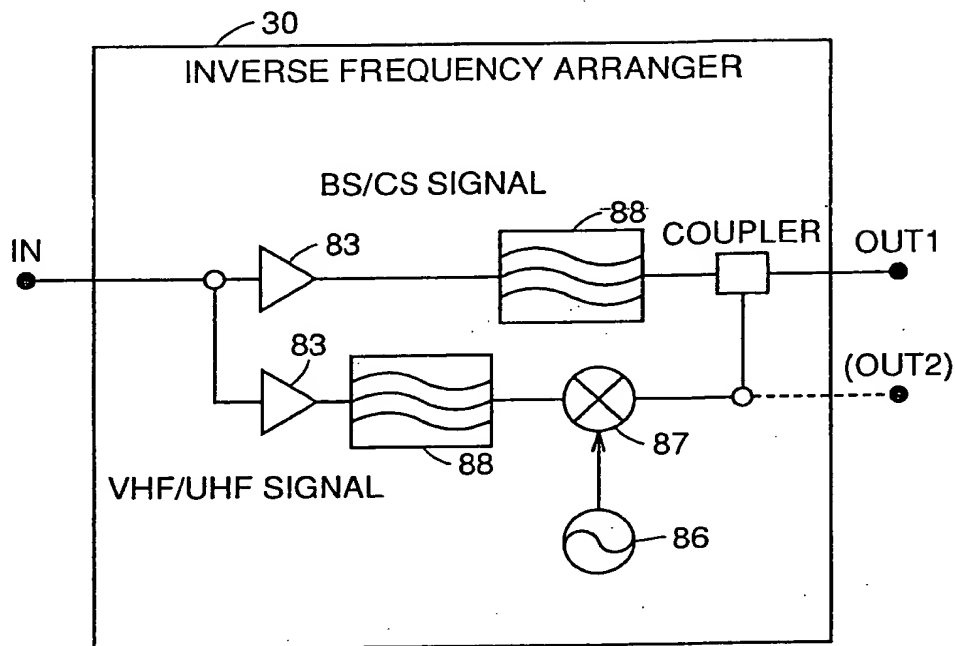 30
INVERSE FREQUENCY ARRANGER
BS/CS SIGNAL
88
COUPLER
IN
83
OUT1
83
(OUT2)
88
87
VHF/UHF SIGNAL
86